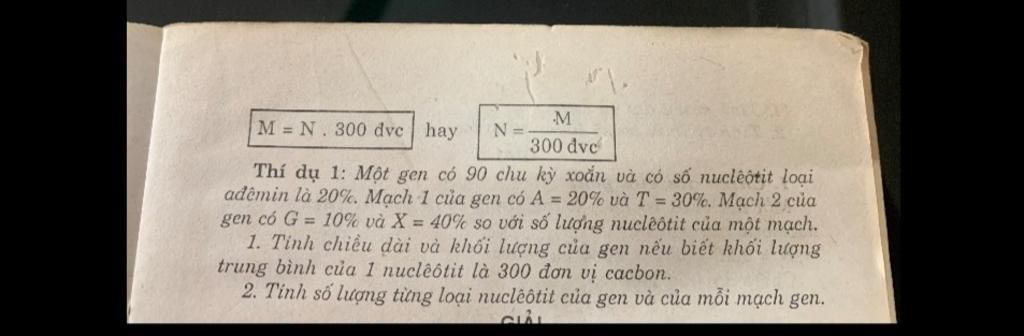 M = N . 300 đvc hay N = M / 300 đvc
Thí dụ 1: Một gen có 90 chu kỳ xoắn và có số nuclêôtit loại
ađêmin là 20%. Mạch 1 của gen có A = 20% và T = 30%. Mạch 2 của
gen có G = 10% và X = 40% so với số lượng nuclêôtit của một mạch.
1. Tính chiều dài và khối lượng của gen nếu biết khối lượng
trung bình của 1 nuclêôtit là 300 đơn vị cacbon.
2. Tính số lượng từng loại nuclêôtit của gen và của mỗi mạch gen.
GIẢI